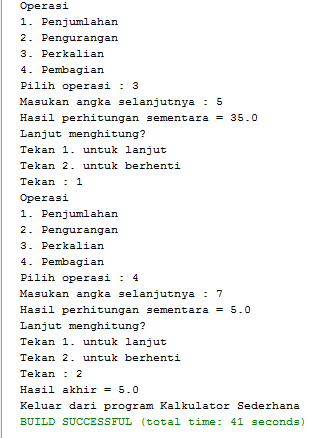 Operasi
1. Penjumlahan
2. Pengurangan
3. Perkalian
4. Pembagian
Pilih operasi : 3
Masukan angka selanjutnya : 5
Hasil perhitungan sementara = 35.0
Lanjut menghitung?
Tekan 1. untuk lanjut
Tekan 2. untuk berhenti
Tekan : 1
Operasi
1. Penjumlahan
2. Pengurangan
3. Perkalian
4. Pembagian
Pilih operasi : 4
Masukan angka selanjutnya : 7
Hasil perhitungan sementara = 5.0
Lanjut menghitung?
Tekan 1. untuk lanjut
Tekan 2. untuk berhenti
Tekan : 2
Hasil akhir = 5.0
Keluar dari program Kalkulator Sederhana
BUILD SUCCESSFUL (total time: 41 seconds)